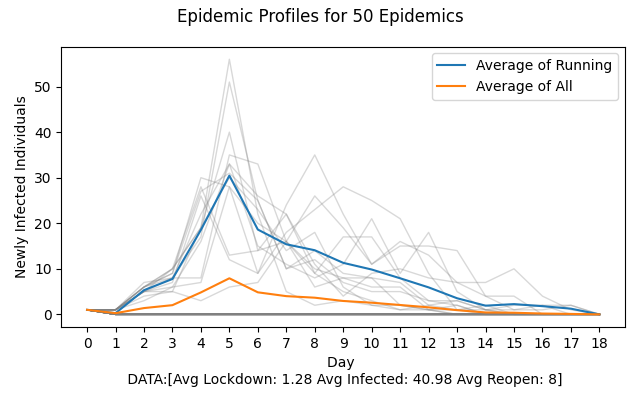 Epidemic Profiles for 50 Epidemics
Newly Infected Individuals
50
40
30
20
10
0
Average of Running
Average of All
0 1 2 3 4 5 6 7 8 9 10 11 12 13 14 15 16 17 18
Day
DATA:[Avg Lockdown: 1.28 Avg Infected: 40.98 Avg Reopen: 8]